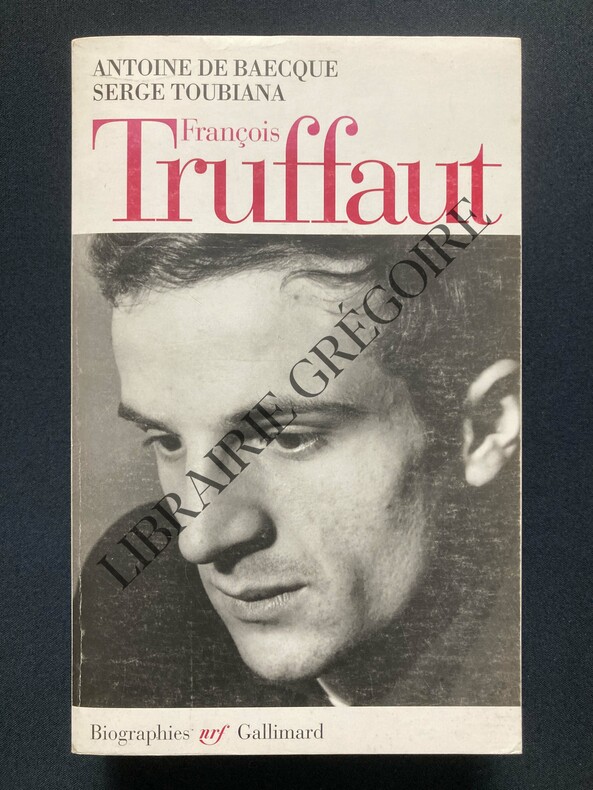 ANTOINE DE BAECQUE
SERGE TOUBIANA
François
Truffaut
LIBRAIRIE GRÉGOIRE
Biographies nrf Gallimard